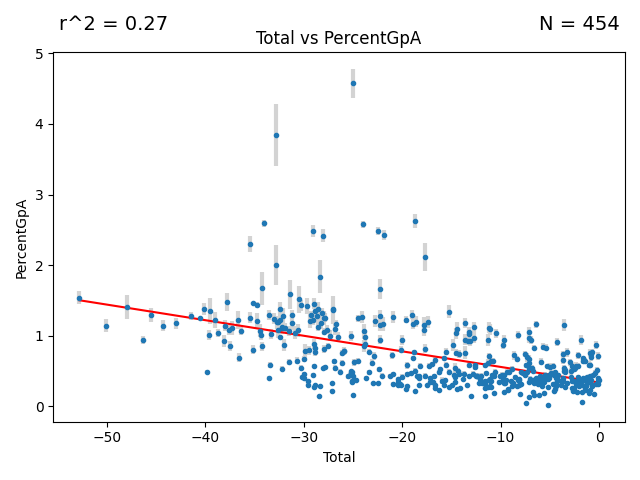 r^2 = 0.27
N = 454
Total vs PercentGpA
5
4
3
2
1
0
PercentGpA
−50
−40
−30
−20
−10
0
Total